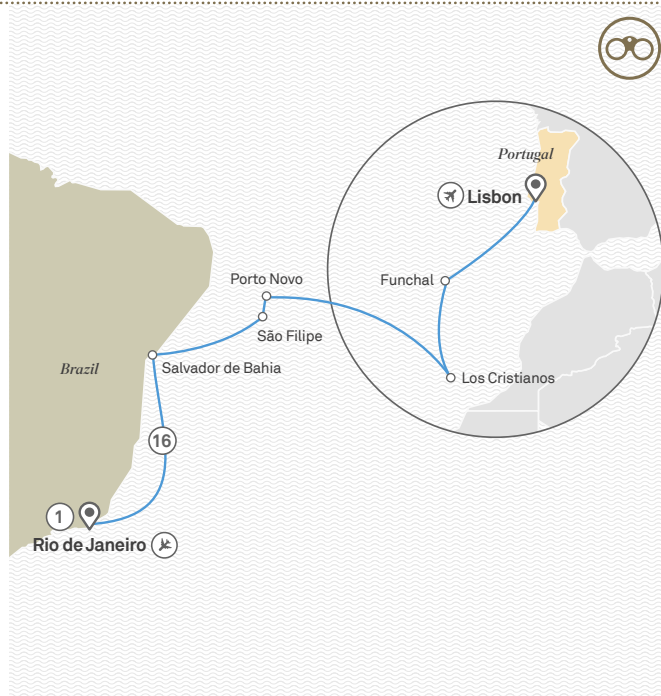 Portugal
Lisbon
Porto Novo
Funchal
São Filipe
Brazil
Salvador de Bahia
Los Cristianos
16
1
Rio de Janeiro